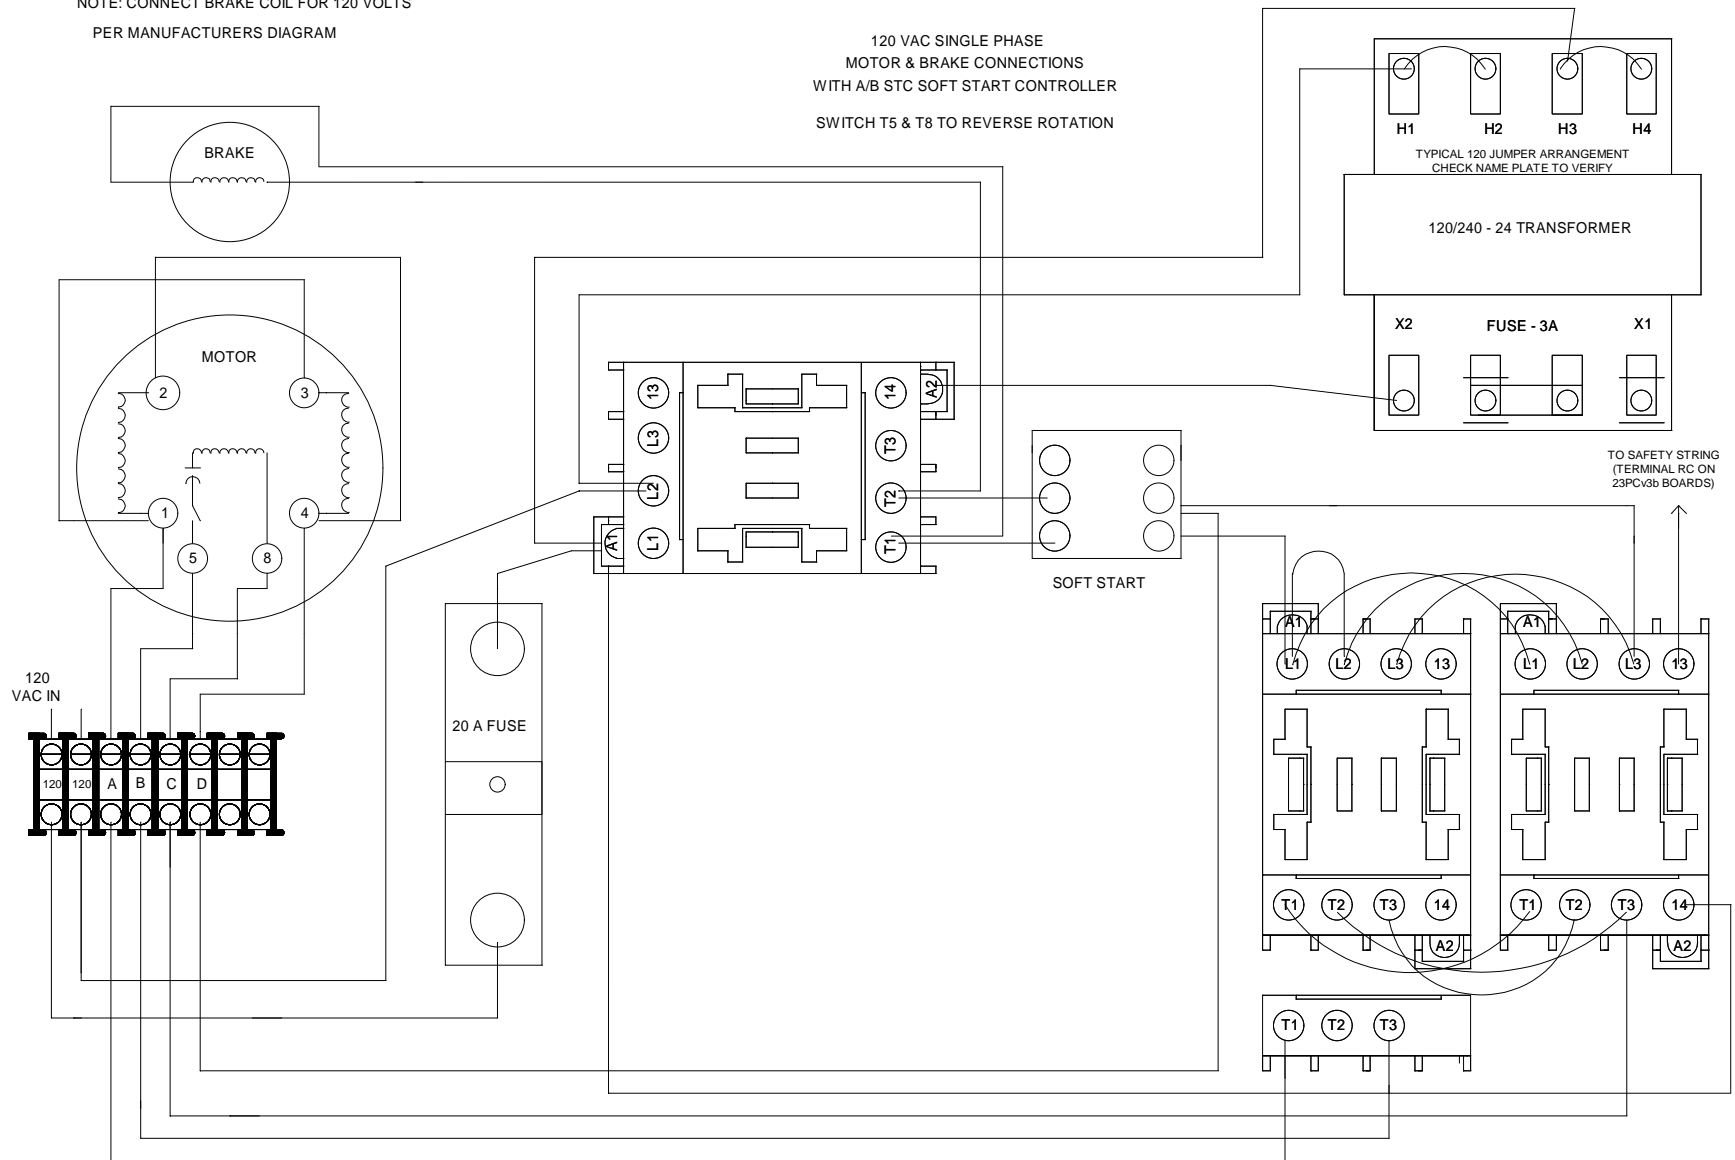 NOTE: CONNECT BRAKE COIL FOR 120 VOLTS
PER MANUFACTURERS DIAGRAM
120 VAC SINGLE PHASE
MOTOR & BRAKE CONNECTIONS
WITH A/B STC SOFT START CONTROLLER
SWITCH T5 & T8 TO REVERSE ROTATION
H1 H2 H3 H4
TYPICAL 120 JUMPER ARRANGEMENT
CHECK NAME PLATE TO VERIFY
120/240 - 24 TRANSFORMER
X2 FUSE - 3A X1
BRAKE
MOTOR
2 3
1 4
5 8
13 14 A2
L3 T3
L2 T2
A1 L1 T1
SOFT START
TO SAFETY STRING
(TERMINAL RC ON
23PCv3b BOARDS)
A1 A1
L1 L2 L3 13 L1 L2 L3 13
120
VAC IN
20 A FUSE
120 120 A B C D
T1 T2 T3 14 T1 T2 T3 14
A2 A2
T1 T2 T3